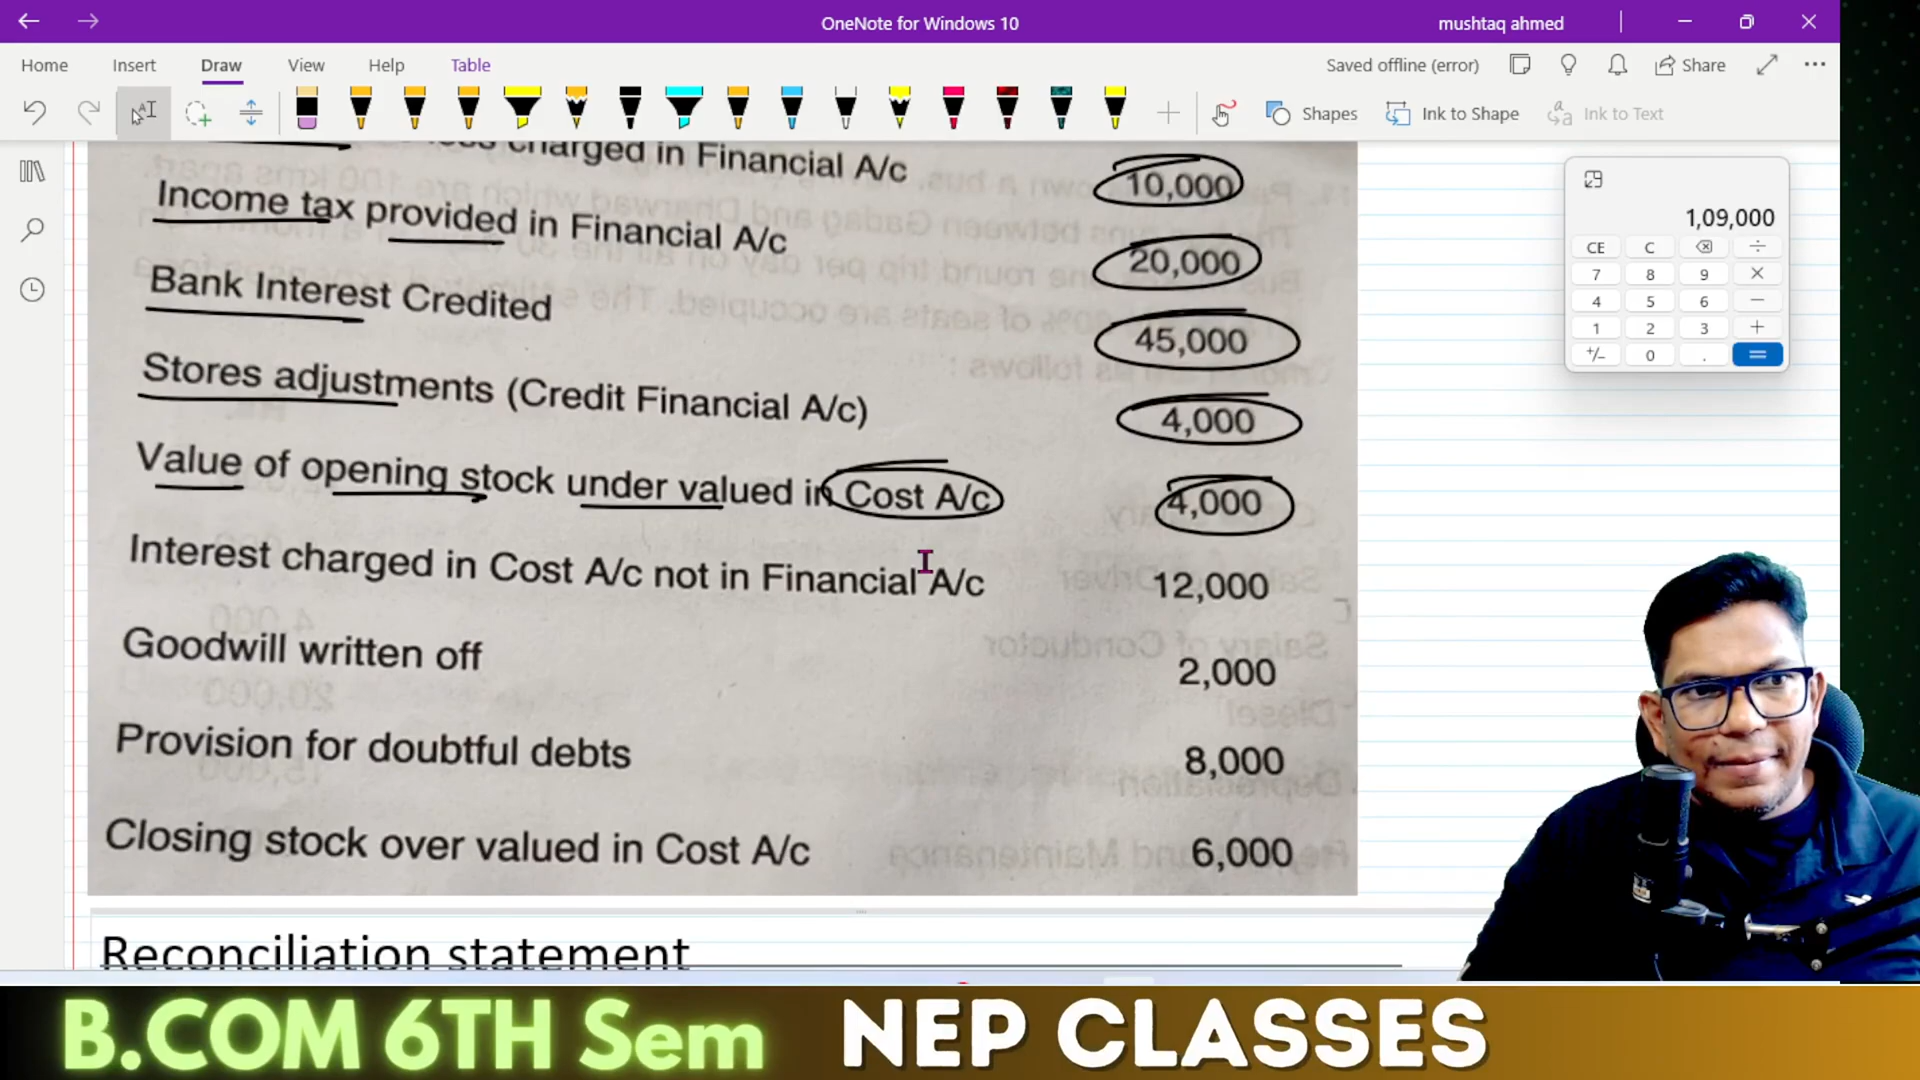 OneNote for Windows 10
mushtaq ahmed
Home Insert Draw View Help Table
Saved offline (error)
Share
Shapes
Ink to Shape
Ink to Text
charged in Financial A/c 10,000
Income tax provided in Financial A/c 20,000
Bank Interest Credited 45,000
Stores adjustments (Credit Financial A/c) 4,000
Value of opening stock under valued in Cost A/c 4,000
Interest charged in Cost A/c not in Financial A/c 12,000
Goodwill written off 2,000
Provision for doubtful debts 8,000
Closing stock over valued in Cost A/c 6,000
Reconciliation statement
1,09,000
CE C ⌫ ÷
7 8 9 ×
4 5 6 −
1 2 3 +
+/− 0 . =
B.COM 6TH Sem NEP CLASSES